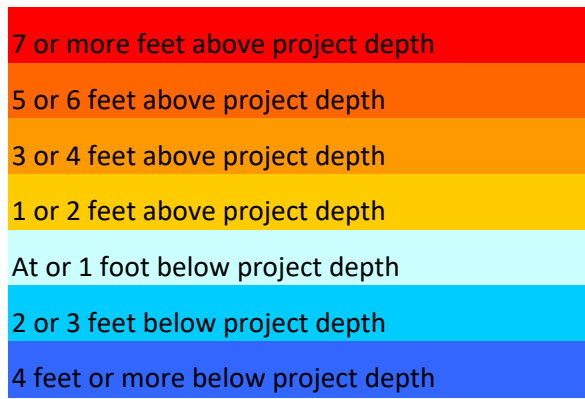 7 or more feet above project depth
5 or 6 feet above project depth
3 or 4 feet above project depth
1 or 2 feet above project depth
At or 1 foot below project depth
2 or 3 feet below project depth
4 feet or more below project depth